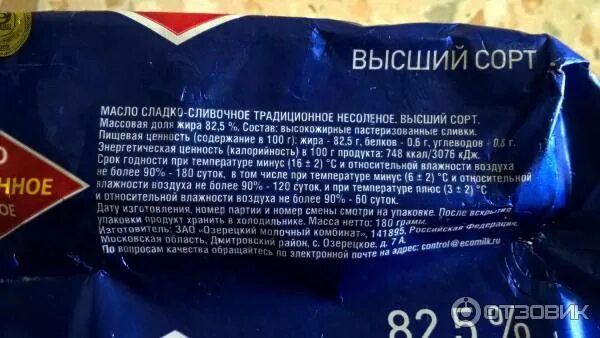 ВЫСШИЙ СОРТ
МАСЛО СЛАДКО-СЛИВОЧНОЕ ТРАДИЦИОННОЕ НЕСОЛЕНОЕ. ВЫСШИЙ СОРТ.
Массовая доля жира 82,5 %. Состав: высокожирные пастеризованные сливки.
Пищевая ценность (содержание в 100 г): жира - 82,5 г, белков - 0,6 г, углеводов - 0,8 г.
Энергетическая ценность (калорийность) в 100 г продукта: 748 ккал/3076 кДж.
Срок годности при температуре минус (16 ± 2) °С и относительной влажности воздуха
не более 90% - 180 суток, в том числе при температуре минус (6 ± 2) °С и относительной
влажности воздуха не более 90% - 120 суток, и при температуре плюс (3 ± 2) °С
и относительной влажности воздуха не более 90% - 60 суток.
Дату изготовления, номер партии и номер смены смотри на упаковке. После вскрытия
упаковки продукт хранить в холодильнике. Масса нетто: 180 грамм.
Изготовитель: ЗАО «Озерецкий молочный комбинат», 141895, Российская Федерация,
Московская область, Дмитровский район, с. Озерецкое, д. 7 А.
По вопросам качества обращайтесь по электронной почте на адрес: control@ecomilk.ru
О
ННОЕ
ОЕ
82,5%
ОТЗОВИК